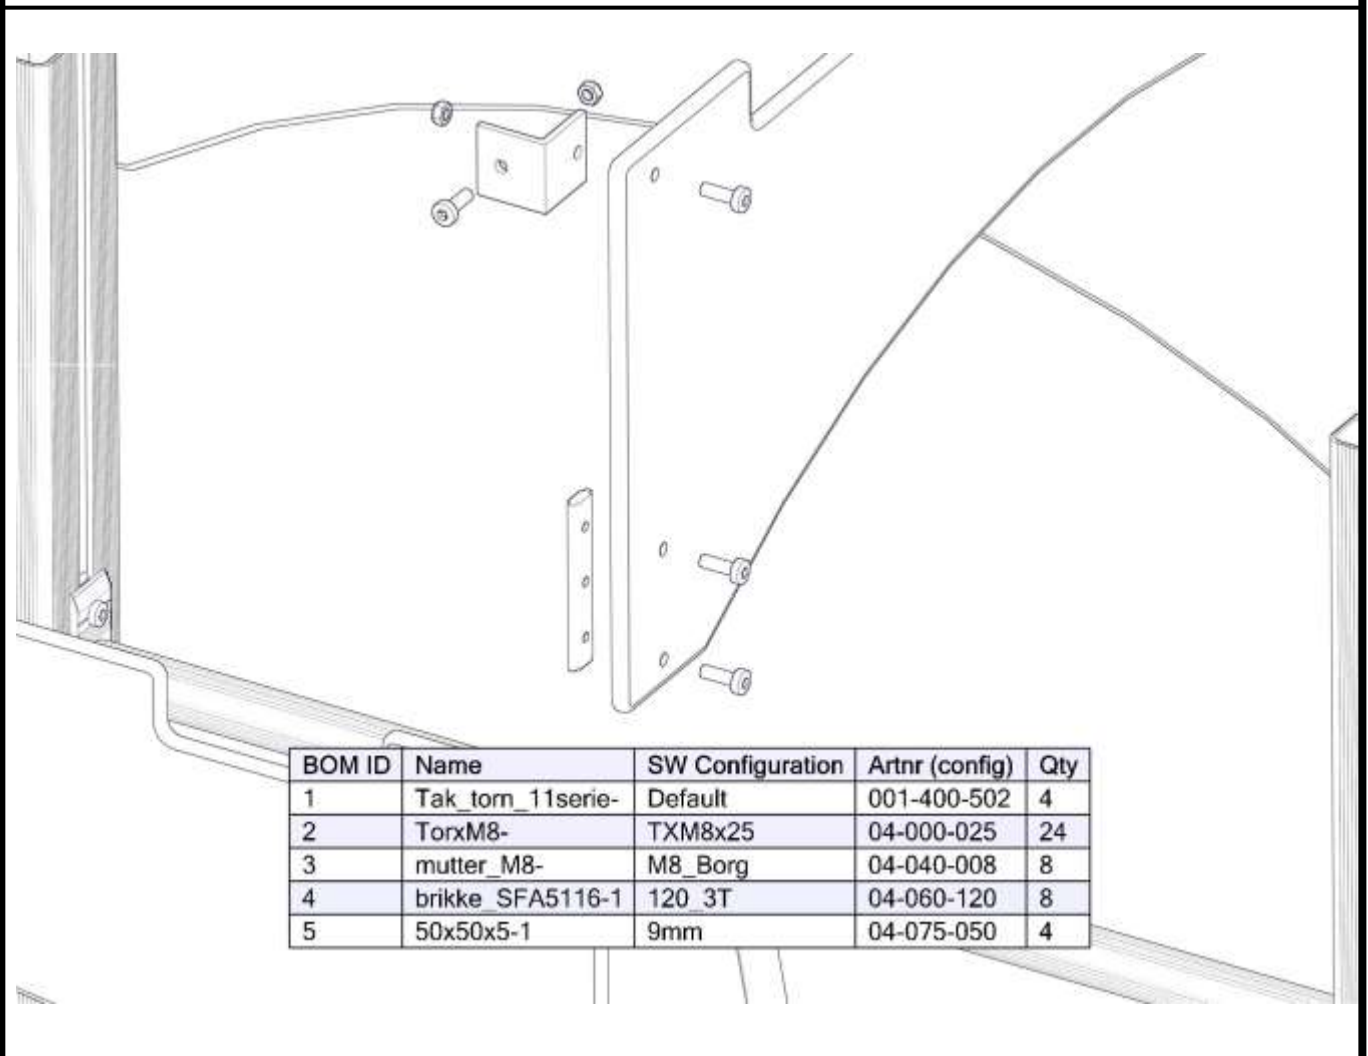 BOM ID Name SW Configuration Artnr (config) Qty
1 Tak_torn_11serie- Default 001-400-502 4
2 TorxM8- TXM8x25 04-000-025 24
3 mutter_M8- M8_Borg 04-040-008 8
4 brikke_SFA5116-1 120_3T 04-060-120 8
5 50x50x5-1 9mm 04-075-050 4